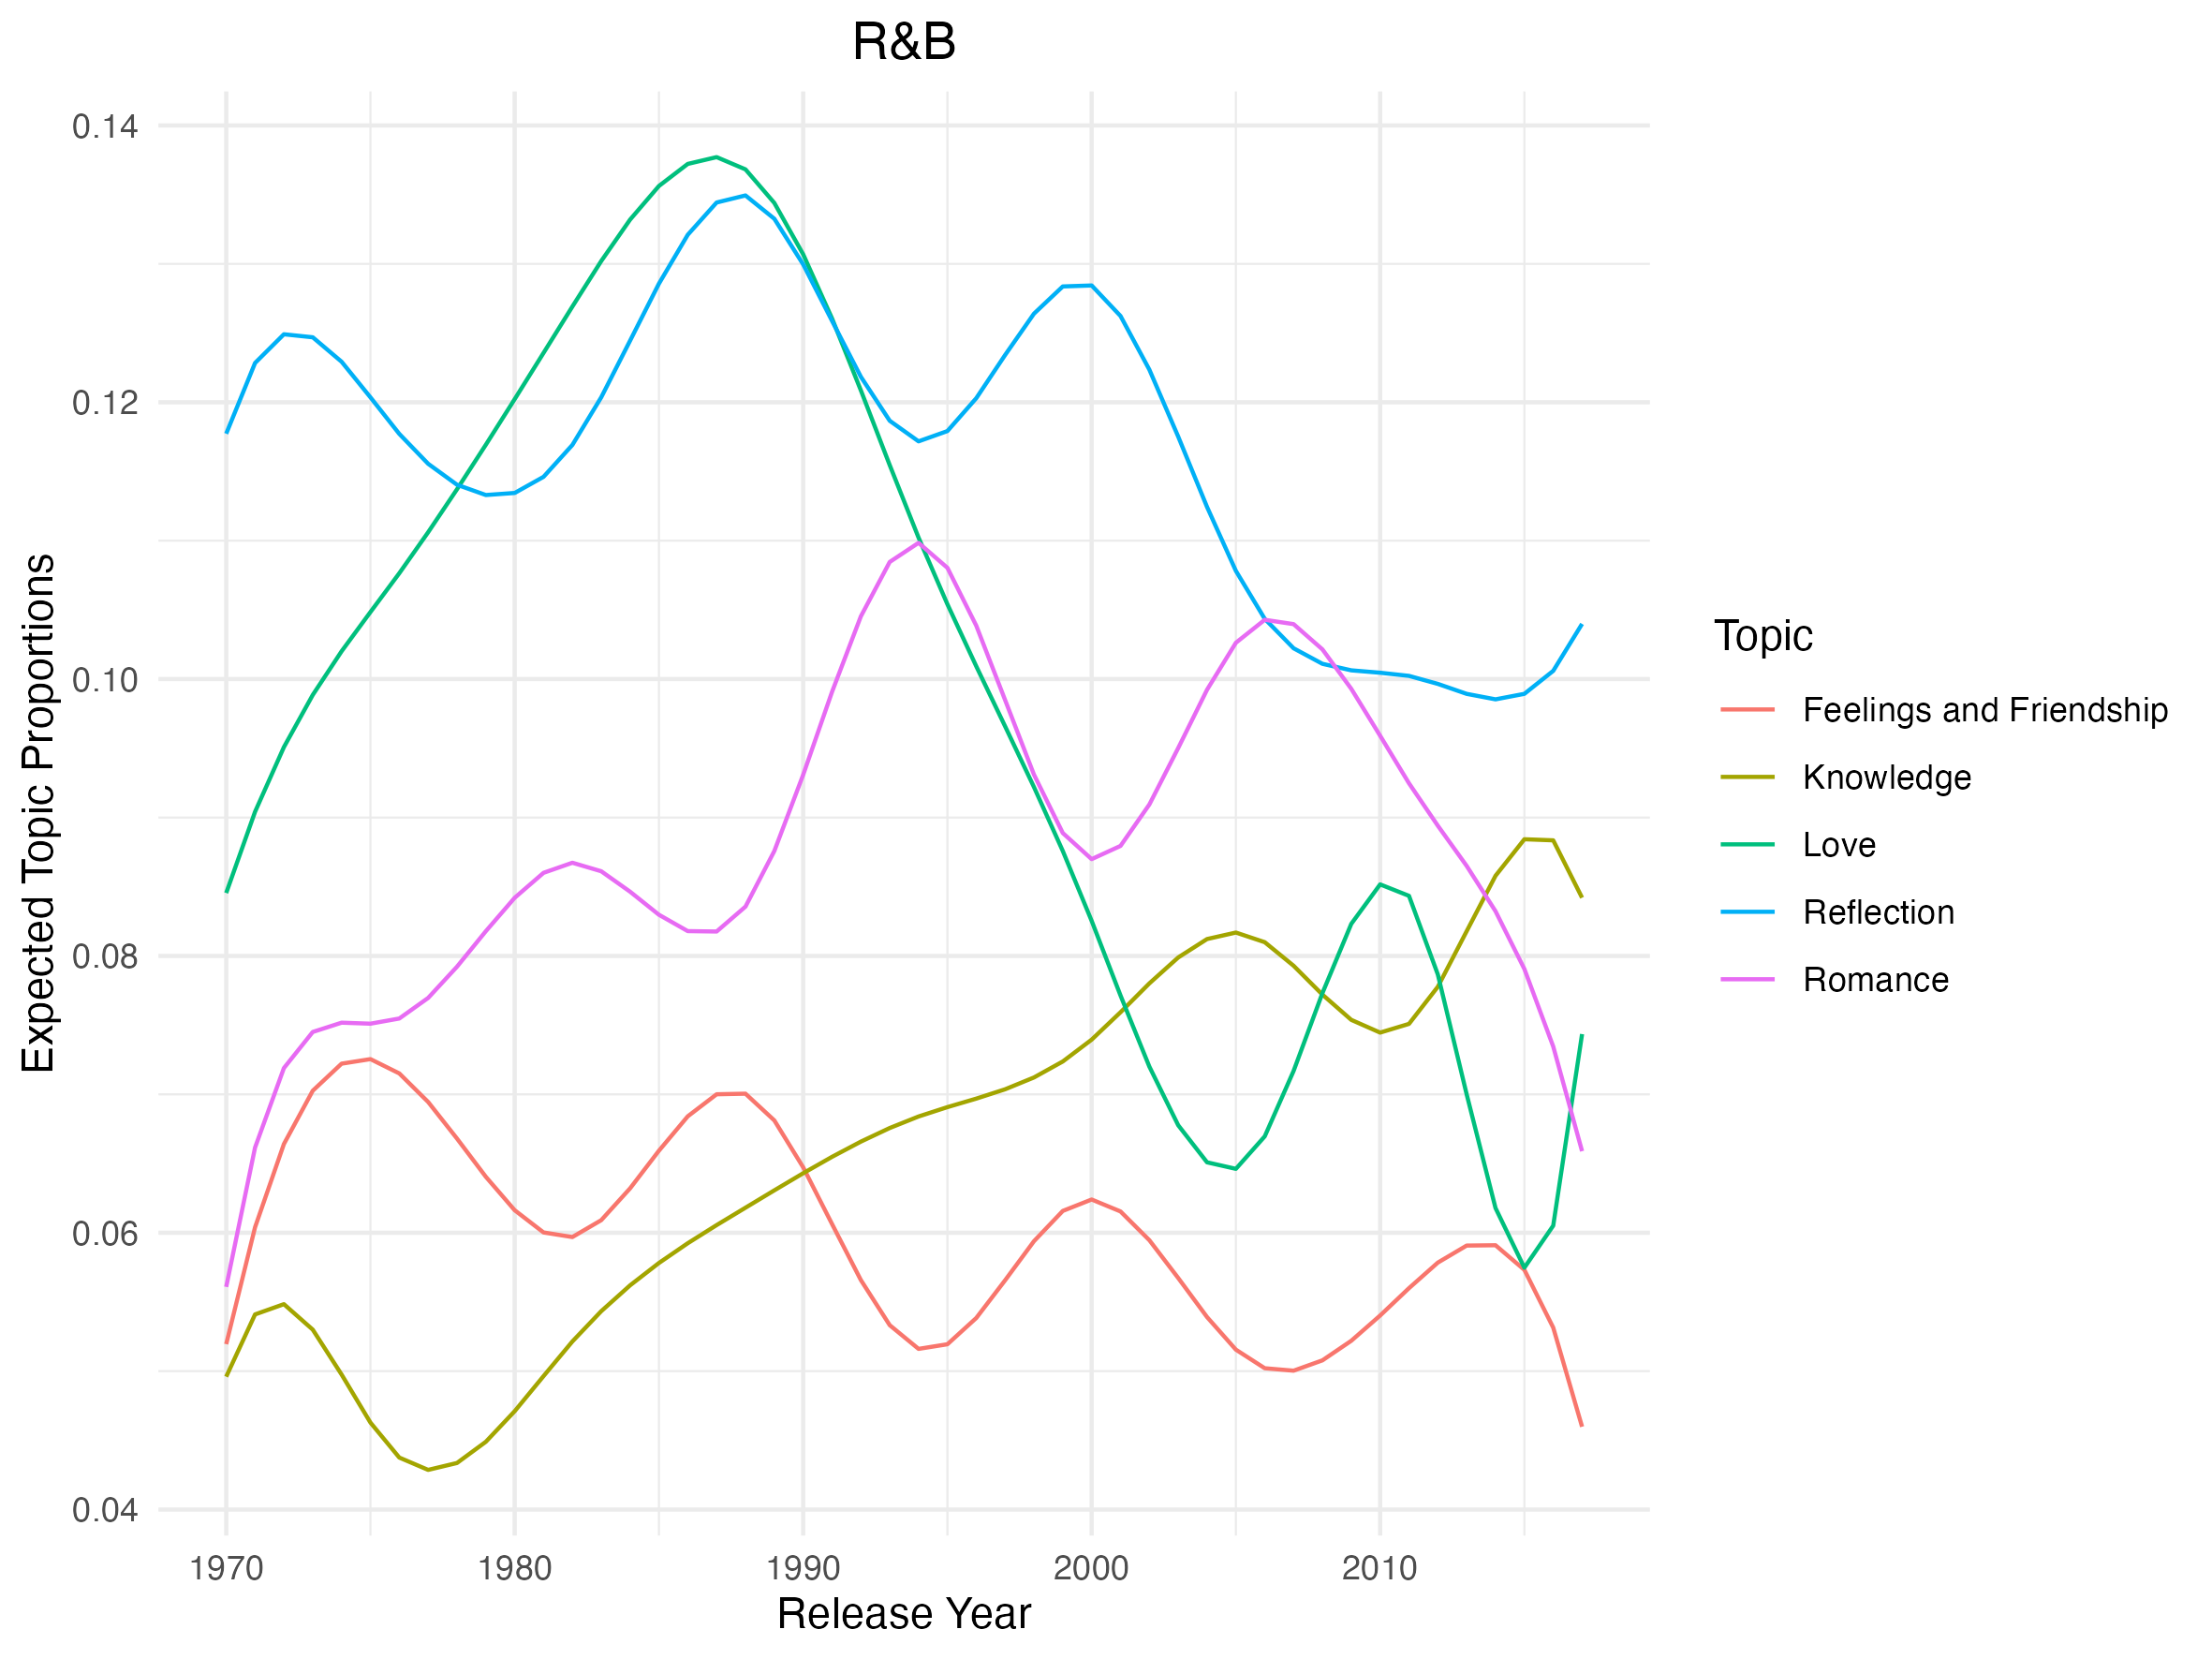 R&B
Expected Topic Proportions
0.14
0.12
0.10
0.08
0.06
0.04
1970
1980
1990
2000
2010
Release Year
Topic
Feelings and Friendship
Knowledge
Love
Reflection
Romance